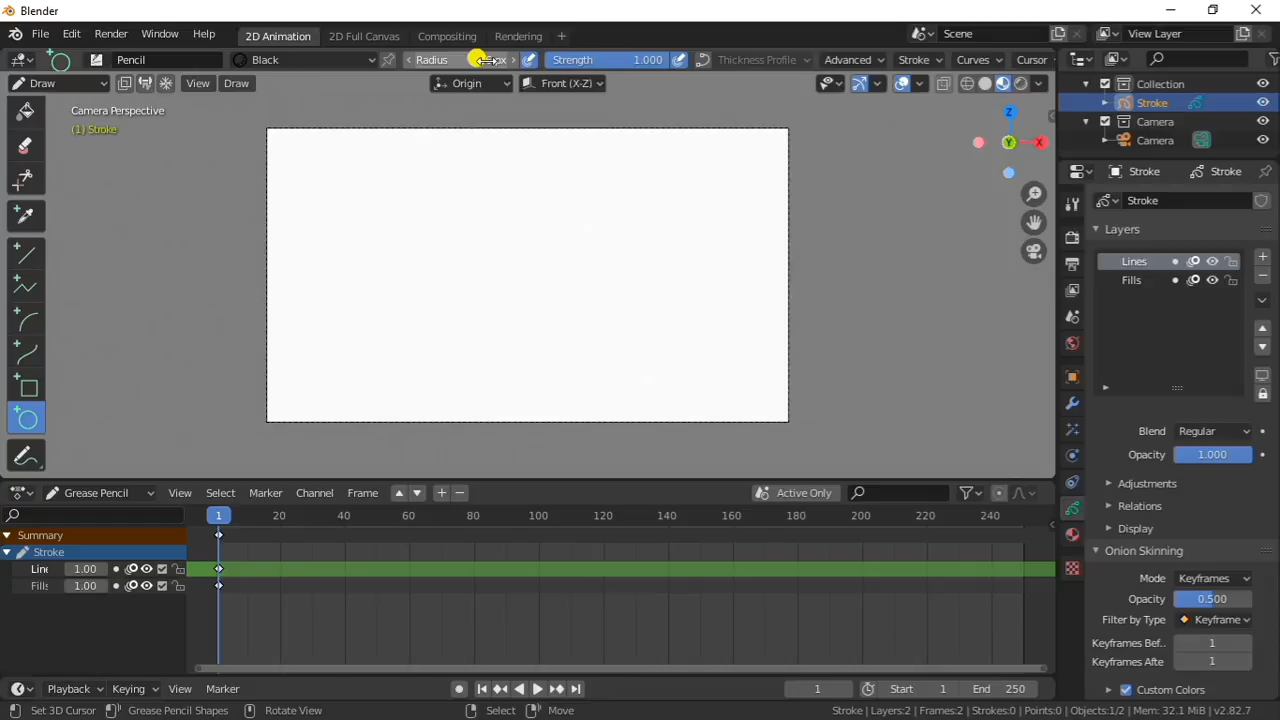 Blender
File Edit Render Window Help 2D Animation 2D Full Canvas Compositing Rendering Scene View Layer
Pencil Black Radius px Strength 1.000 Thickness Profile Advanced Stroke Curves Cursor
Draw View Draw Origin Front (X-Z)
Camera Perspective
(1) Stroke
Z
Y
X
Collection
Stroke
Camera
Camera
Stroke Stroke
Stroke
Layers
Lines
Fills
Blend Regular
Opacity 1.000
Adjustments
Relations
Display
Onion Skinning
Mode Keyframes
Opacity 0.500
Filter by Type Keyframe
Keyframes Bef.. 1
Keyframes Afte 1
Custom Colors
Grease Pencil View Select Marker Channel Frame Active Only
1 20 40 60 80 100 120 140 160 180 200 220 240
Summary
Stroke
Line 1.00
Fills 1.00
Playback Keying View Marker 1 Start 1 End 250
Set 3D Cursor Grease Pencil Shapes Rotate View Select Move Stroke | Layers:2 | Frames:2 | Strokes:0 | Points:0 | Objects:1/2 | Mem: 32.1 MiB | v2.82.7